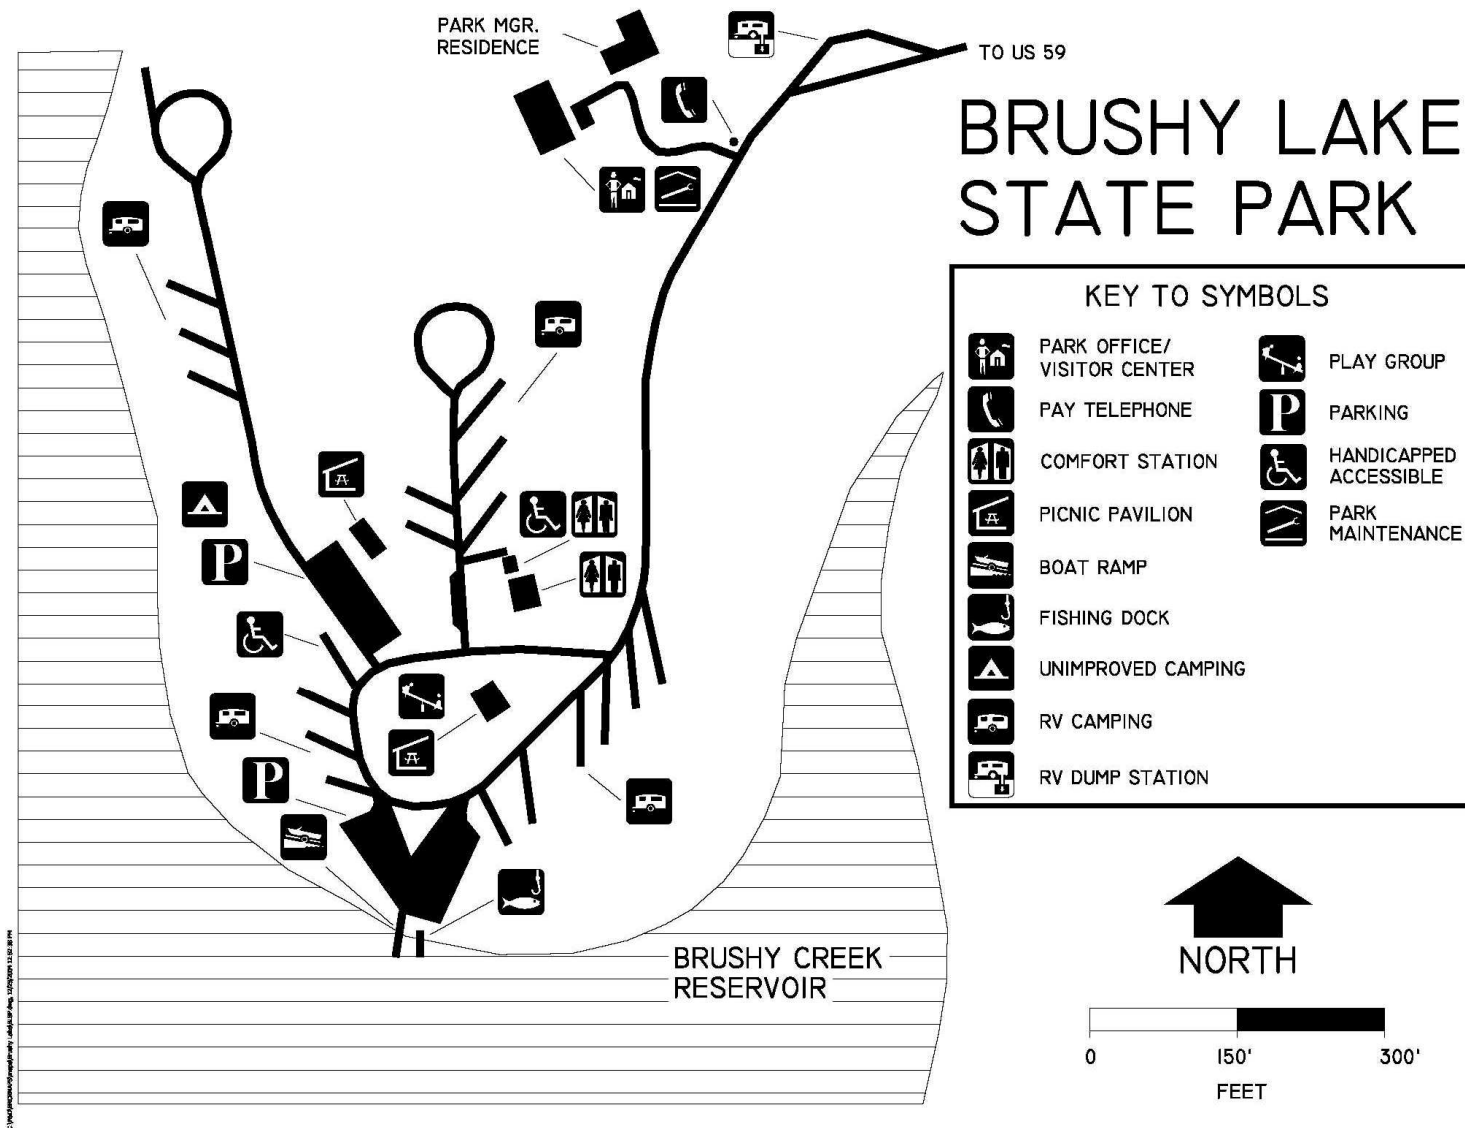 PARK MGR.
RESIDENCE
TO US 59
BRUSHY LAKE
STATE PARK
KEY TO SYMBOLS
PARK OFFICE/
VISITOR CENTER
PAY TELEPHONE
COMFORT STATION
PICNIC PAVILION
BOAT RAMP
FISHING DOCK
UNIMPROVED CAMPING
RV CAMPING
RV DUMP STATION
PLAY GROUP
P
PARKING
HANDICAPPED
ACCESSIBLE
PARK
MAINTENANCE
P
P
BRUSHY CREEK
RESERVOIR
NORTH
0
150'
300'
FEET